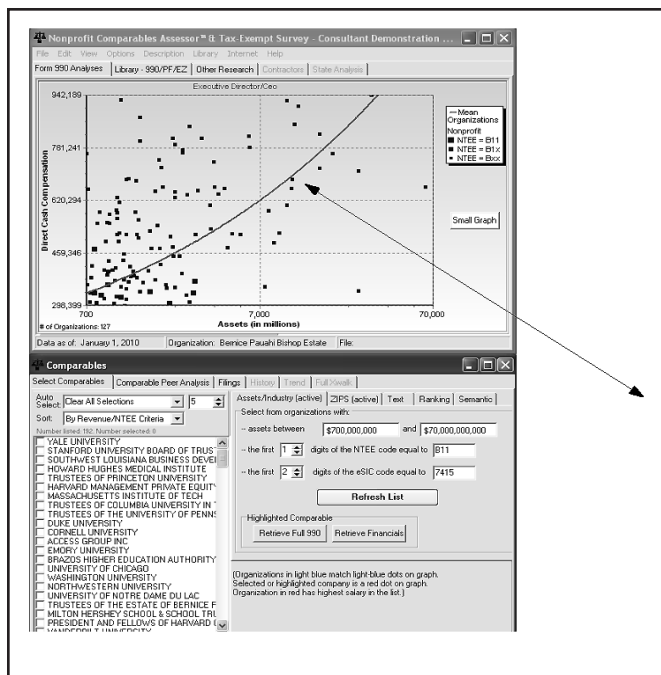 Nonprofit Comparables Assessor™ & Tax-Exempt Survey - Consultant Demonstration ...
File Edit View Options Description Library Internet Help
Form 990 Analyses Library - 990/PF/EZ Other Research Contractors State Analysis
Executive Director/Ceo
942,189
781,241
620,294
459,346
298,399
Direct Cash Compensation
700 7,000 70,000
Assets (in millions)
# of Organizations: 127
Mean
Organizations
Nonprofit
NTEE = B11
NTEE = B1x
NTEE = Bxx
Small Graph
Data as of: January 1, 2010 Organization: Bernice Pauahi Bishop Estate File:
Comparables
Select Comparables Comparable Peer Analysis Filings History Trend Full Xwalk
Auto Select: Clear All Selections 5
Sort: By Revenue/NTEE Criteria
Number listed: 192. Number selected: 0
YALE UNIVERSITY
STANFORD UNIVERSITY BOARD OF TRUS
SOUTHWEST LOUISIANA BUSINESS DEVE
HOWARD HUGHES MEDICAL INSTITUTE
TRUSTEES OF PRINCETON UNIVERSITY
HARVARD MANAGEMENT PRIVATE EQUITY
MASSACHUSETTS INSTITUTE OF TECH
TRUSTEES OF COLUMBIA UNIVERSITY IN
TRUSTEES OF THE UNIVERSITY OF PENNS
DUKE UNIVERSITY
CORNELL UNIVERSITY
ACCESS GROUP INC
EMORY UNIVERSITY
BRAZOS HIGHER EDUCATION AUTHORITY
UNIVERSITY OF CHICAGO
WASHINGTON UNIVERSITY
NORTHWESTERN UNIVERSITY
UNIVERSITY OF NOTRE DAME DU LAC
TRUSTEES OF THE ESTATE OF BERNICE P
MILTON HERSHEY SCHOOL & SCHOOL TRU
PRESIDENT AND FELLOWS OF HARVARD C
VANDERBILT UNIVERSITY
Assets/Industry (active) ZIPS (active) Text Ranking Semantic
Select from organizations with:
-- assets between $700,000,000 and $70,000,000,000
-- the first 1 digits of the NTEE code equal to B11
-- the first 2 digits of the eSIC code equal to 7415
Refresh List
Highlighted Comparable
Retrieve Full 990 Retrieve Financials
(Organizations in light blue match light-blue dots on graph.
Selected or highlighted company is a red dot on graph.
Organization in red has highest salary in the list.)